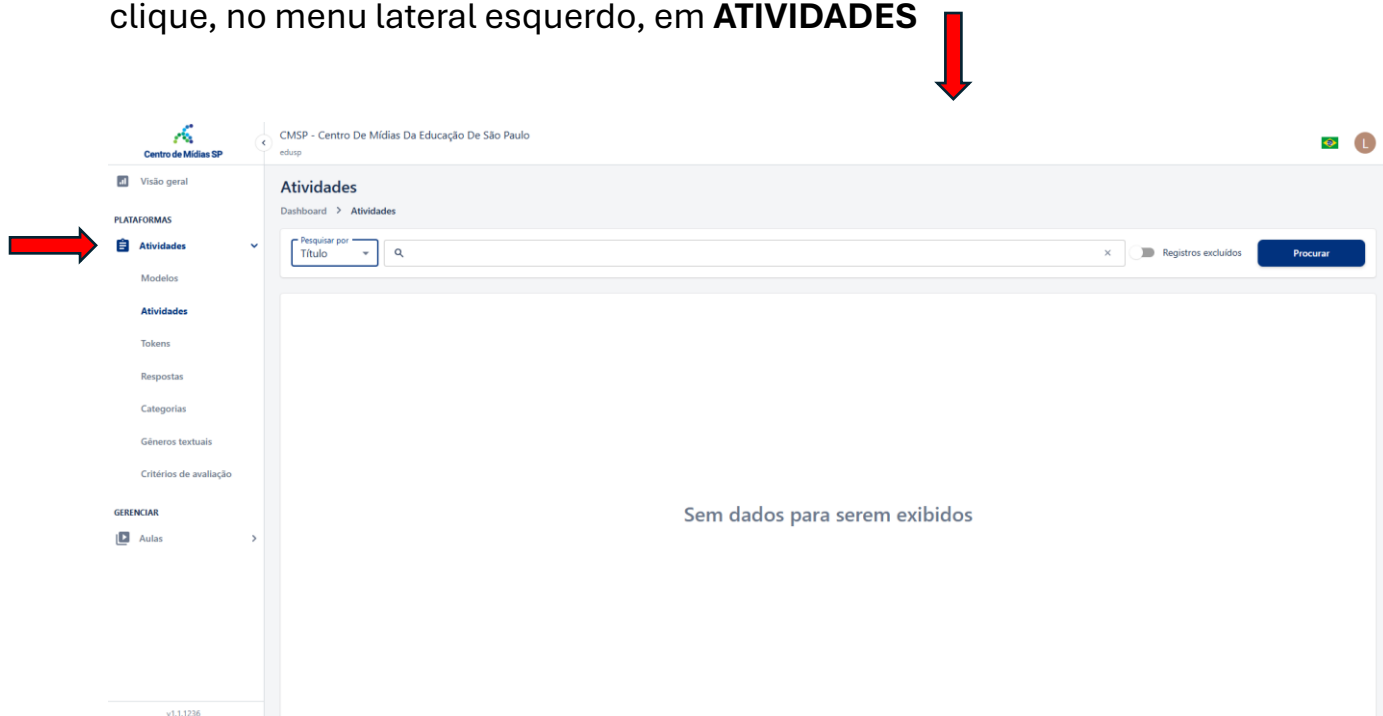 clique, no menu lateral esquerdo, em ATIVIDADES
Centro de Mídias SP
CMSP - Centro De Mídias Da Educação De São Paulo
edusp
L
Visão geral
PLATAFORMAS
Atividades
Modelos
Atividades
Tokens
Respostas
Categorias
Gêneros textuais
Critérios de avaliação
GERENCIAR
Aulas
v1.1.1236
Atividades
Dashboard > Atividades
Pesquisar por
Título
Registros excluídos
Procurar
Sem dados para serem exibidos